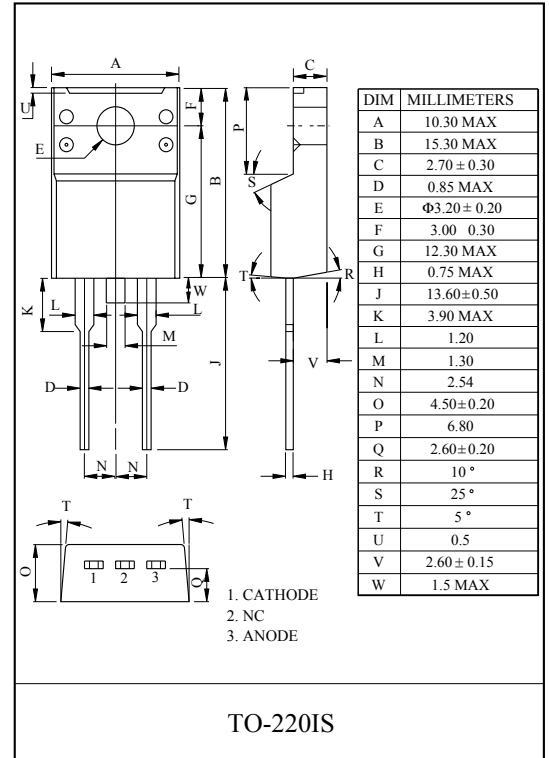 A
C
U
F
P
E
B
S
G
T
R
W
K
L
L
M
V
J
D
D
N
N
H
T
T
O
Q
1
2
3
1. CATHODE
2. NC
3. ANODE
DIM MILLIMETERS
A 10.30 MAX
B 15.30 MAX
C 2.70 ± 0.30
D 0.85 MAX
E Φ3.20 ± 0.20
F 3.00 0.30
G 12.30 MAX
H 0.75 MAX
J 13.60±0.50
K 3.90 MAX
L 1.20
M 1.30
N 2.54
O 4.50±0.20
P 6.80
Q 2.60±0.20
R 10 °
S 25 °
T 5 °
U 0.5
V 2.60 ± 0.15
W 1.5 MAX
TO-220IS